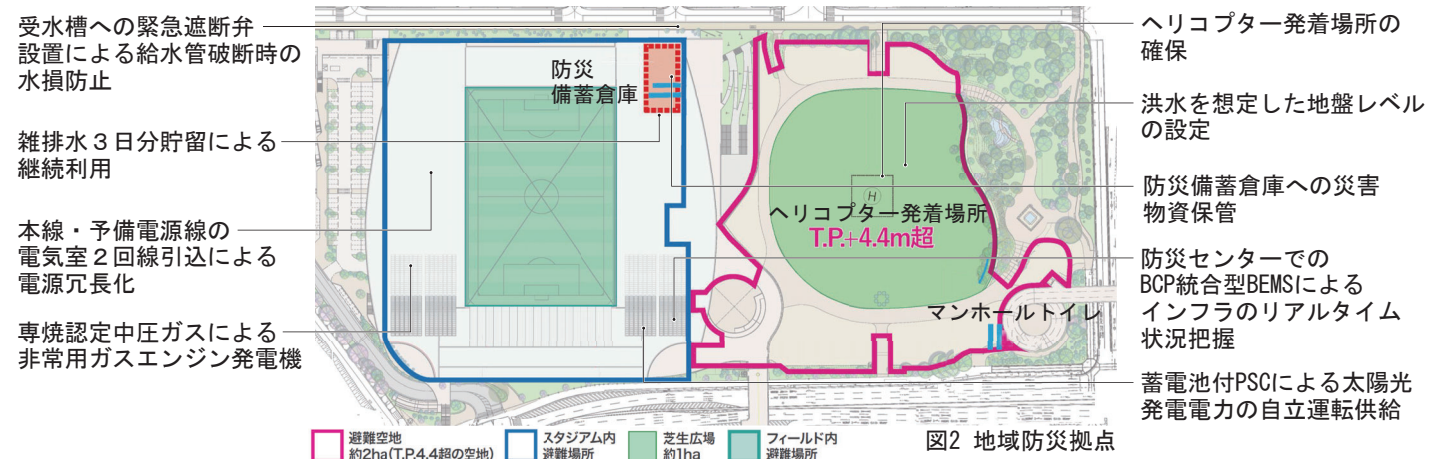 受水槽への緊急遮断弁
設置による給水管破断時の
水損防止
雑排水３日分貯留による
継続利用
本線・予備電源線の
電気室２回線引込による
電源冗長化
専焼認定中圧ガスによる
非常用ガスエンジン発電機
防災
備蓄倉庫
H
ヘリコプター発着場所
T.P.+4.4m超
マンホールトイレ
ヘリコプター発着場所の
確保
洪水を想定した地盤レベル
の設定
防災備蓄倉庫への災害
物資保管
防災センターでの
BCP統合型BEMSによる
インフラのリアルタイム
状況把握
蓄電池付PSCによる太陽光
発電電力の自立運転供給
避難空地
約2ha(T.P.4.4超の空地)
スタジアム内
避難場所
芝生広場
約1ha
フィールド内
避難場所
図2 地域防災拠点